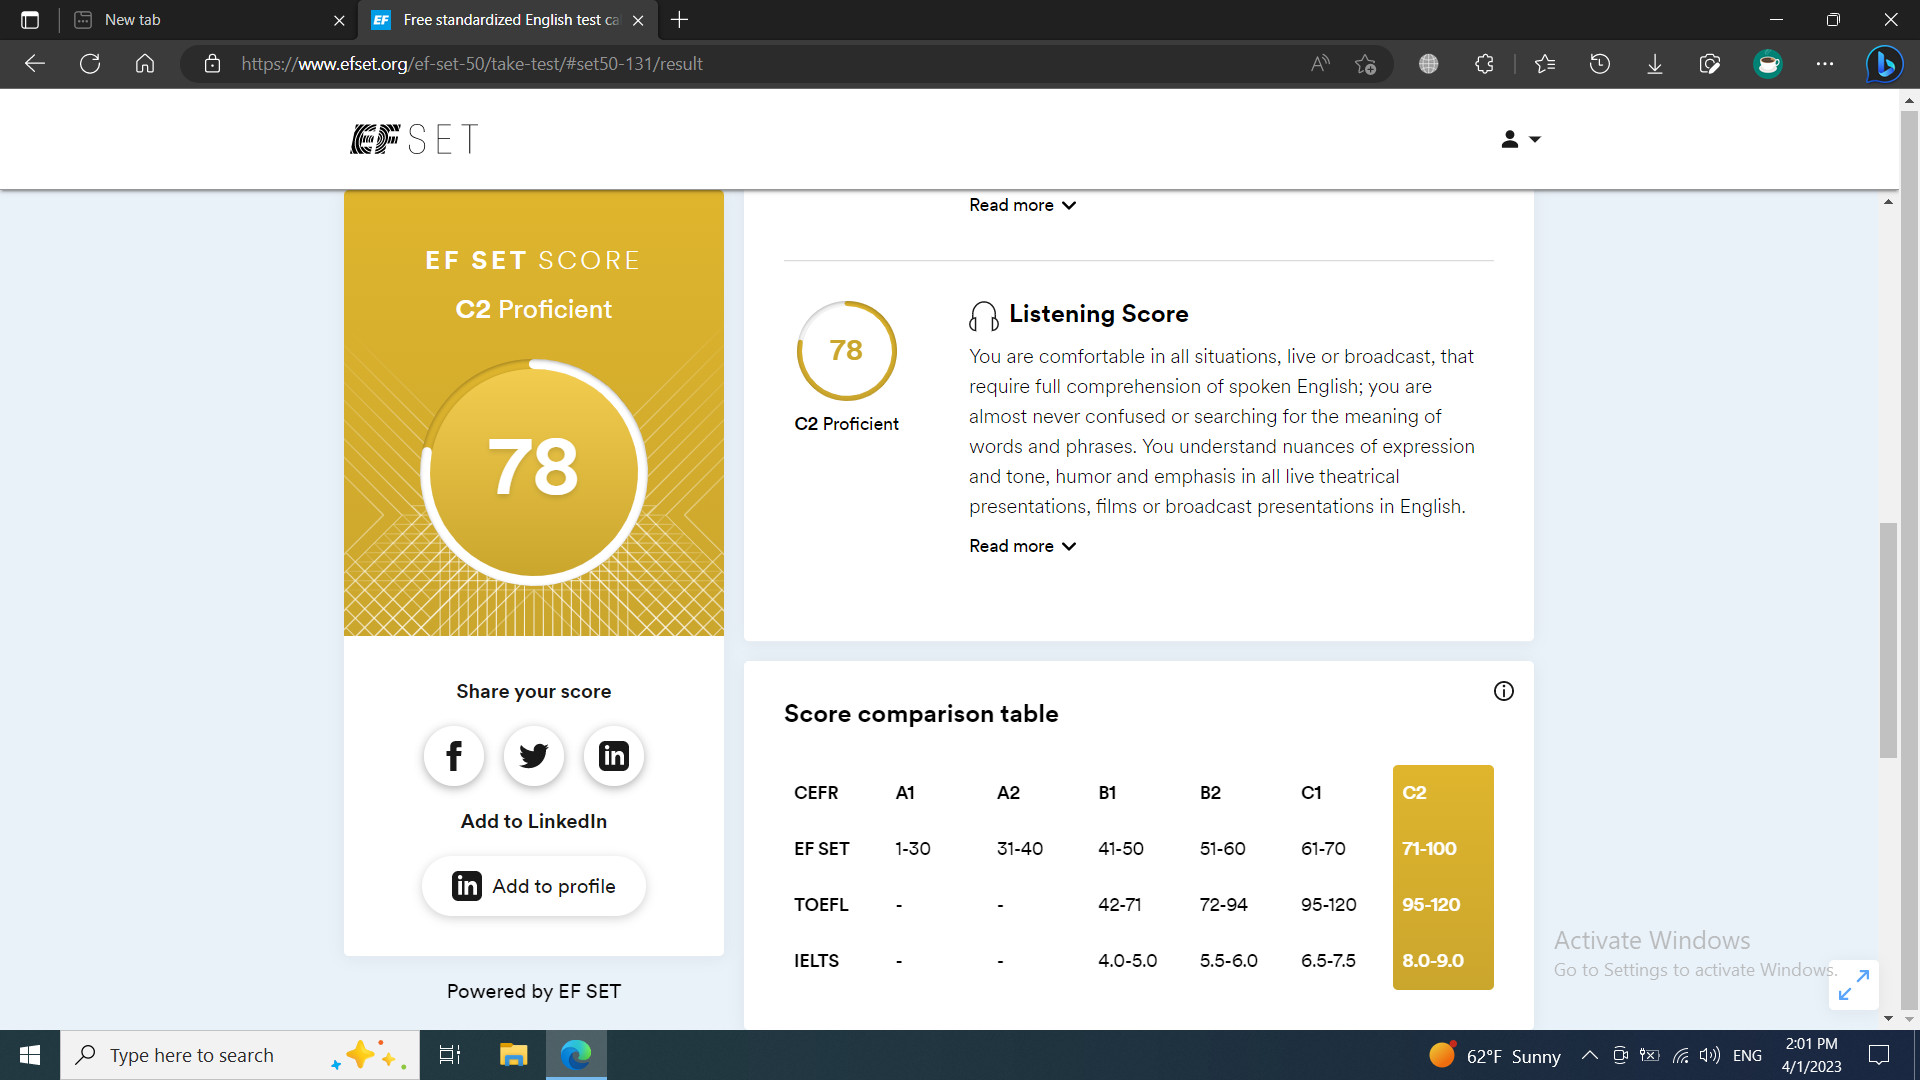 New tab
EF Free standardized English test ca
https://www.efset.org/ef-set-50/take-test/#set50-131/result
EF SET
EF SET SCORE
C2 Proficient
78
Share your score
Add to LinkedIn
in Add to profile
Powered by EF SET
Read more
78
C2 Proficient
Listening Score
You are comfortable in all situations, live or broadcast, that
require full comprehension of spoken English; you are
almost never confused or searching for the meaning of
words and phrases. You understand nuances of expression
and tone, humor and emphasis in all live theatrical
presentations, films or broadcast presentations in English.
Read more
Score comparison table
CEFR A1 A2 B1 B2 C1 C2
EF SET 1-30 31-40 41-50 51-60 61-70 71-100
TOEFL - - 42-71 72-94 95-120 95-120
IELTS - - 4.0-5.0 5.5-6.0 6.5-7.5 8.0-9.0
Activate Windows
Go to Settings to activate Windows.
Type here to search
62°F Sunny
ENG
2:01 PM
4/1/2023